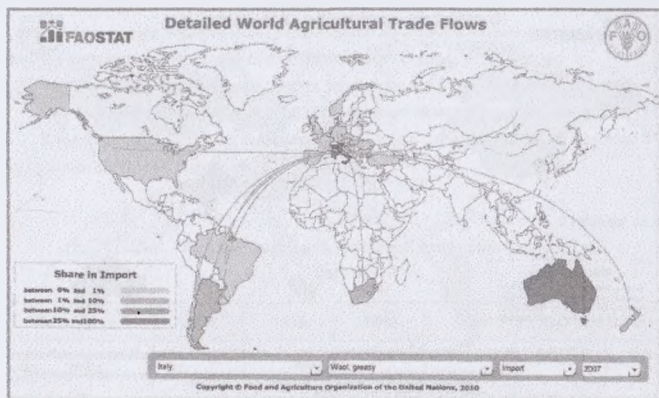 Detailed World Agricultural Trade Flows
FAOSTAT
F A O
Share in Import
between 0% and 1%
between 1% and 10%
between 10% and 25%
between 25% and 100%
Italy Wool, greasy Import 2007
Copyright © Food and Agriculture Organization of the United Nations, 2010